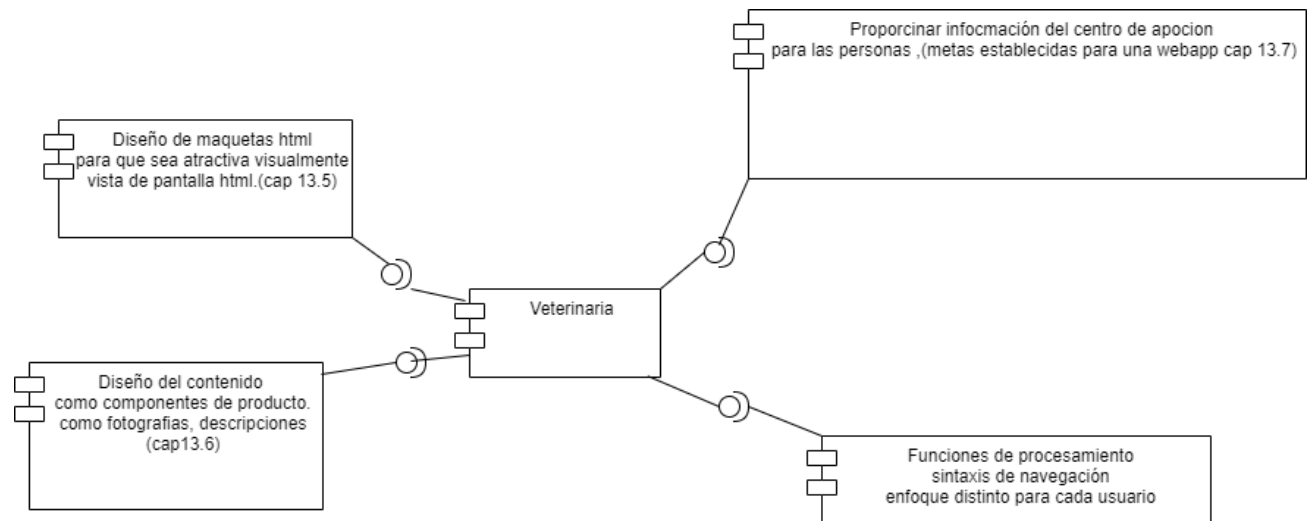 Proporcinar infocmación del centro de apocion
para las personas ,(metas establecidas para una webapp cap 13.7)
Diseño de maquetas html
para que sea atractiva visualmente
vista de pantalla html.(cap 13.5)
Veterinaria
Diseño del contenido
como componentes de producto.
como fotografias, descripciones
(cap13.6)
Funciones de procesamiento
sintaxis de navegación
enfoque distinto para cada usuario